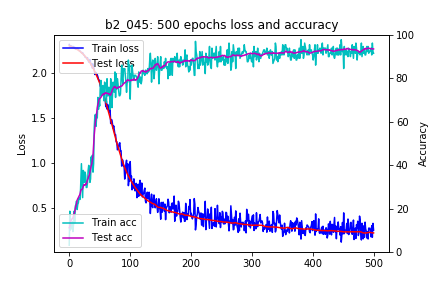 b2_045: 500 epochs loss and accuracy
Train loss
Test loss
Train acc
Test acc
Loss
Accuracy
2.0
1.5
1.0
0.5
100
80
60
40
20
0
0 100 200 300 400 500